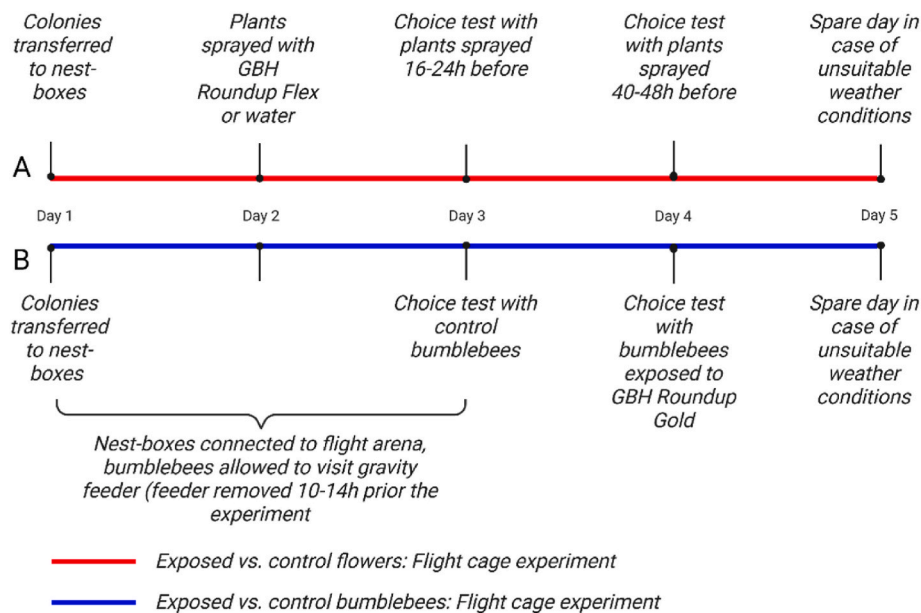 Colonies
transferred
to nest-
boxes
Plants
sprayed with
GBH
Roundup Flex
or water
Choice test with
plants sprayed
16-24h before
Choice test
with plants
sprayed
40-48h before
Spare day in
case of
unsuitable
weather
conditions
A
Day 1
Day 2
Day 3
Day 4
Day 5
B
Colonies
transferred
to nest-
boxes
Choice test with
control
bumblebees
Choice test
with
bumblebees
exposed to
GBH Roundup
Gold
Spare day in
case of
unsuitable
weather
conditions
Nest-boxes connected to flight arena,
bumblebees allowed to visit gravity
feeder (feeder removed 10-14h prior the
experiment
Exposed vs. control flowers: Flight cage experiment
Exposed vs. control bumblebees: Flight cage experiment